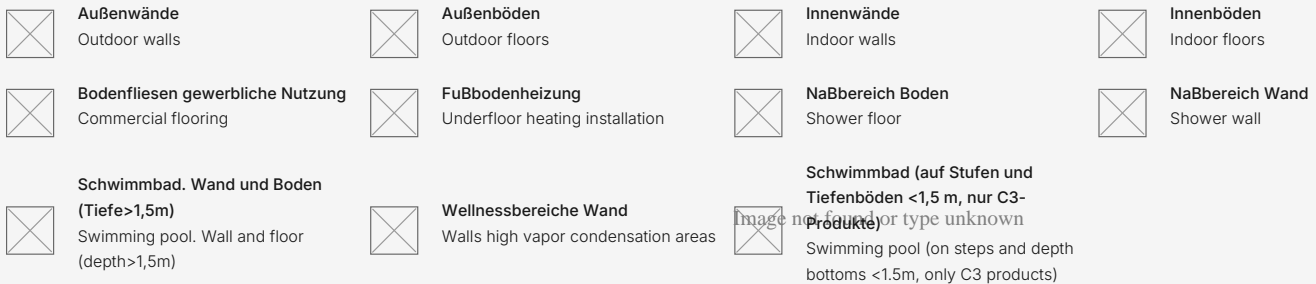 Außenwände
Outdoor walls
Außenböden
Outdoor floors
Innenwände
Indoor walls
Innenböden
Indoor floors
Bodenfliesen gewerbliche Nutzung
Commercial flooring
FuBbodenheizung
Underfloor heating installation
NaBbereich Boden
Shower floor
NaBbereich Wand
Shower wall
Schwimmbad. Wand und Boden
(Tiefe>1,5m)
Swimming pool. Wall and floor
(depth>1,5m)
Wellnessbereiche Wand
Walls high vapor condensation areas
Schwimmbad (auf Stufen und
Tiefenböden <1,5 m, nur C3-
Produkte)
Swimming pool (on steps and depth
bottoms <1.5m, only C3 products)
Image not found or type unknown